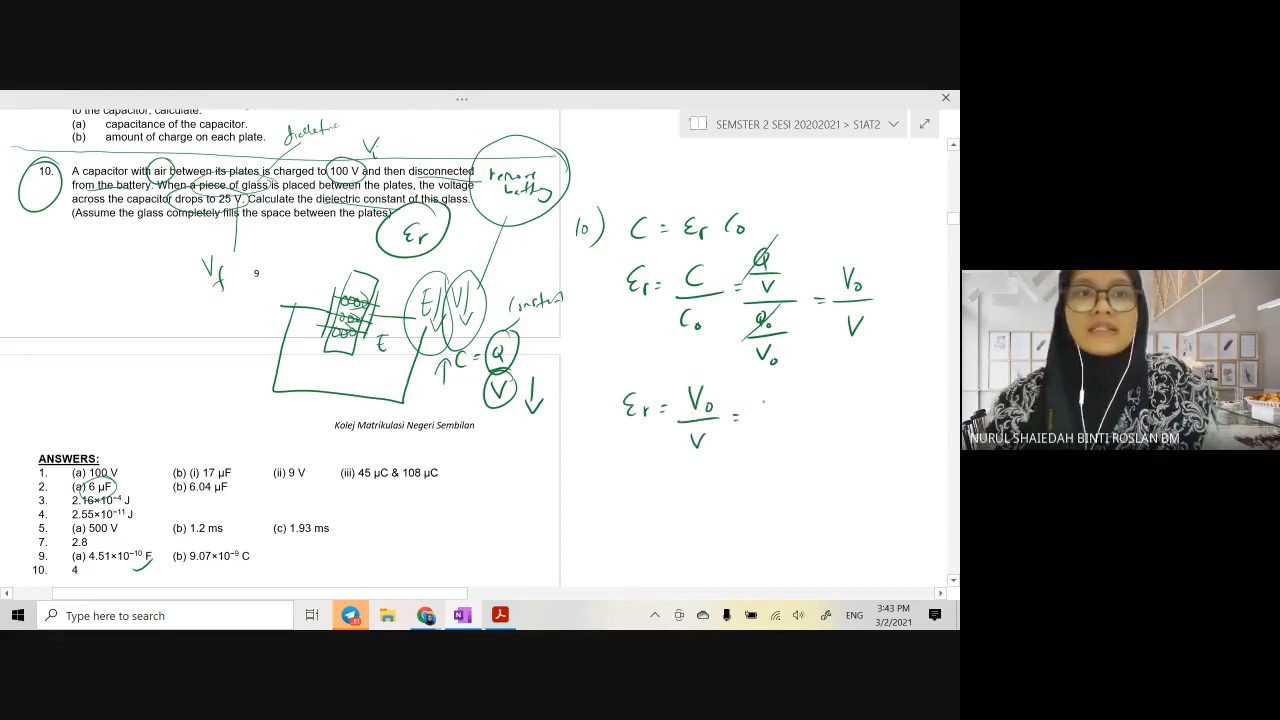 to the capacitor, calculate.
(a) capacitance of the capacitor.
(b) amount of charge on each plate.
dielectric
Vi
10. A capacitor with air between its plates is charged to 100 V and then disconnected
from the battery. When a piece of glass is placed between the plates, the voltage
across the capacitor drops to 25 V. Calculate the dielectric constant of this glass.
(Assume the glass completely fills the space between the plates)
remove
battery
εr
Vf
9
E↓ V↓
constant
E
↑ C = Q
V ↓
Kolej Matrikulasi Negeri Sembilan
ANSWERS:
1. (a) 100 V (b) (i) 17 µF (ii) 9 V (iii) 45 µC & 108 µC
2. (a) 6 µF (b) 6.04 µF
3. 2.16×10⁻⁴ J
4. 2.55×10⁻¹¹ J
5. (a) 500 V (b) 1.2 ms (c) 1.93 ms
7. 2.8
9. (a) 4.51×10⁻¹⁰ F (b) 9.07×10⁻⁹ C
10. 4
SEMSTER 2 SESI 20202021 > S1AT2
10) C = εr C₀
εr = C/C₀ = (Q/V)/(Q₀/V₀) = V₀/V
εr = V₀/V =
NURUL SHAIEDAH BINTI ROSLAN BM
Type here to search
81
ENG
3:43 PM
3/2/2021